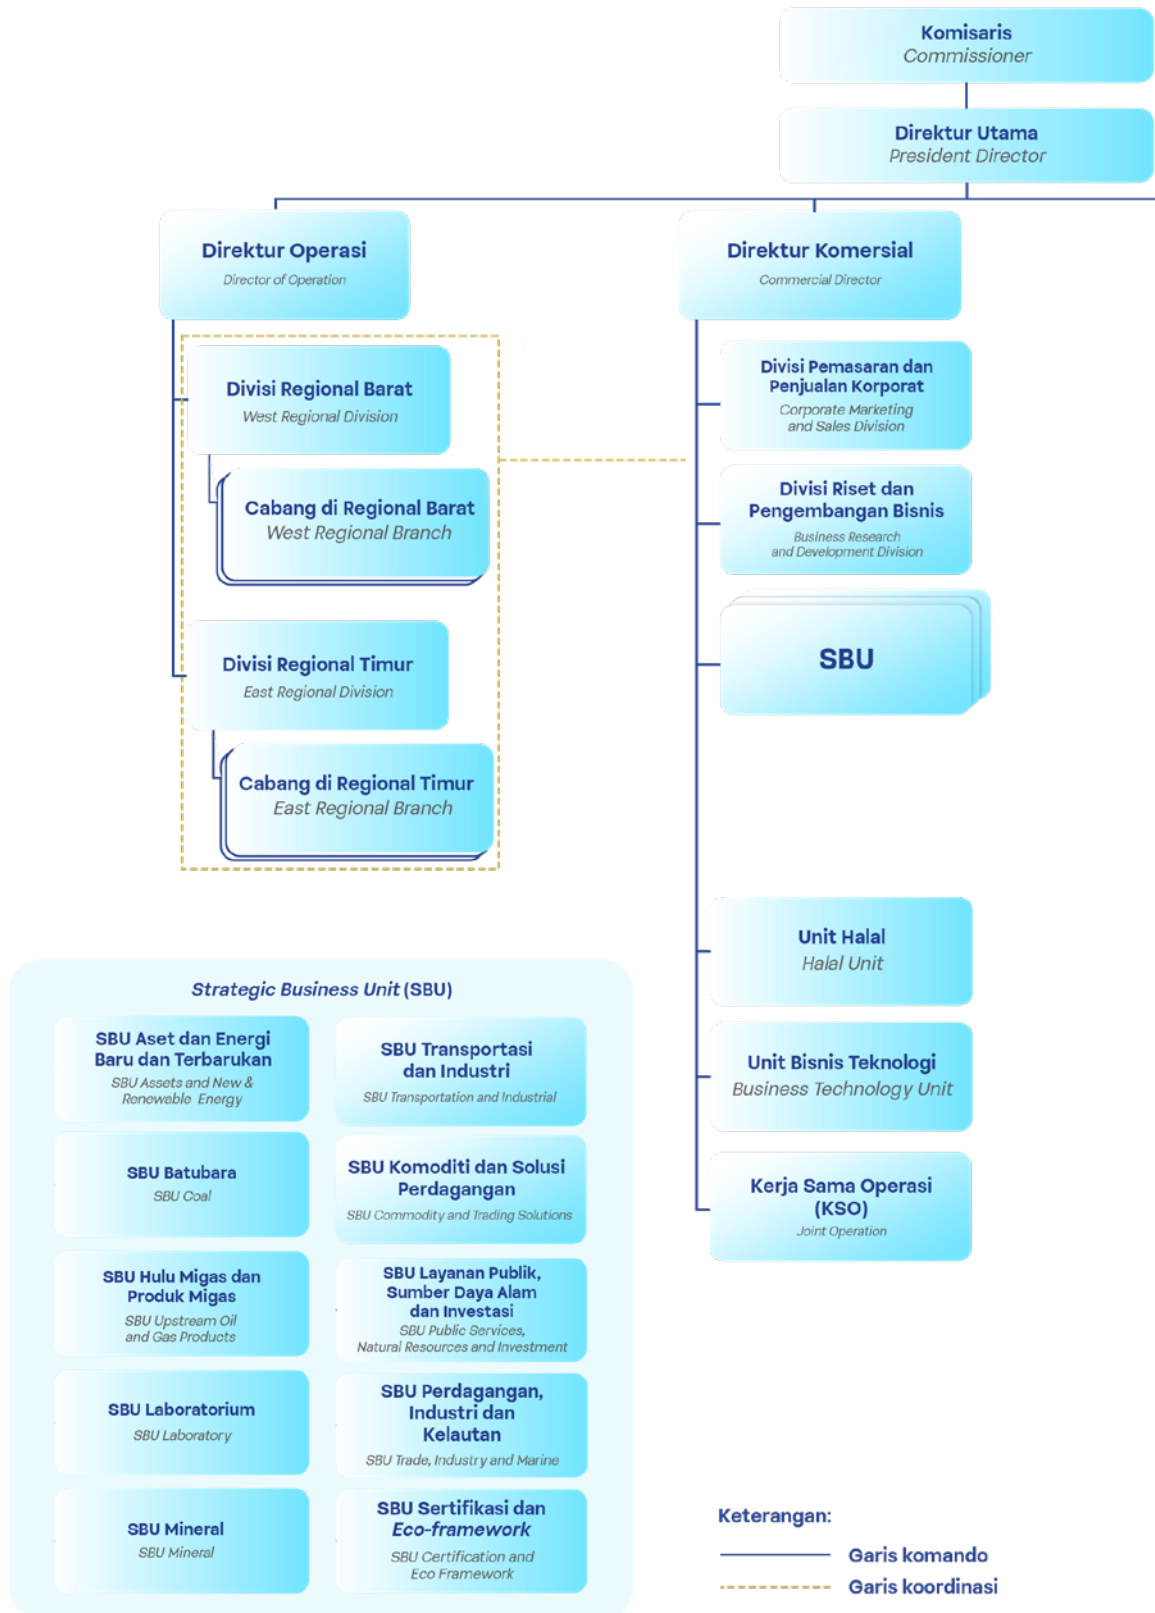 Komisaris
Commissioner
Direktur Utama
President Director
Direktur Operasi
Director of Operation
Divisi Regional Barat
West Regional Division
Cabang di Regional Barat
West Regional Branch
Divisi Regional Timur
East Regional Division
Cabang di Regional Timur
East Regional Branch
Direktur Komersial
Commercial Director
Divisi Pemasaran dan
Penjualan Korporat
Corporate Marketing
and Sales Division
Divisi Riset dan
Pengembangan Bisnis
Business Research
and Development Division
SBU
Unit Halal
Halal Unit
Unit Bisnis Teknologi
Business Technology Unit
Kerja Sama Operasi
(KSO)
Joint Operation
Strategic Business Unit (SBU)
SBU Aset dan Energi
Baru dan Terbarukan
SBU Assets and New &
Renewable Energy
SBU Batubara
SBU Coal
SBU Hulu Migas dan
Produk Migas
SBU Upstream Oil
and Gas Products
SBU Laboratorium
SBU Laboratory
SBU Mineral
SBU Mineral
SBU Transportasi
dan Industri
SBU Transportation and Industrial
SBU Komoditi dan Solusi
Perdagangan
SBU Commodity and Trading Solutions
SBU Layanan Publik,
Sumber Daya Alam
dan Investasi
SBU Public Services,
Natural Resources and Investment
SBU Perdagangan,
Industri dan
Kelautan
SBU Trade, Industry and Marine
SBU Sertifikasi dan
Eco-framework
SBU Certification and
Eco Framework
Keterangan:
Garis komando
Garis koordinasi